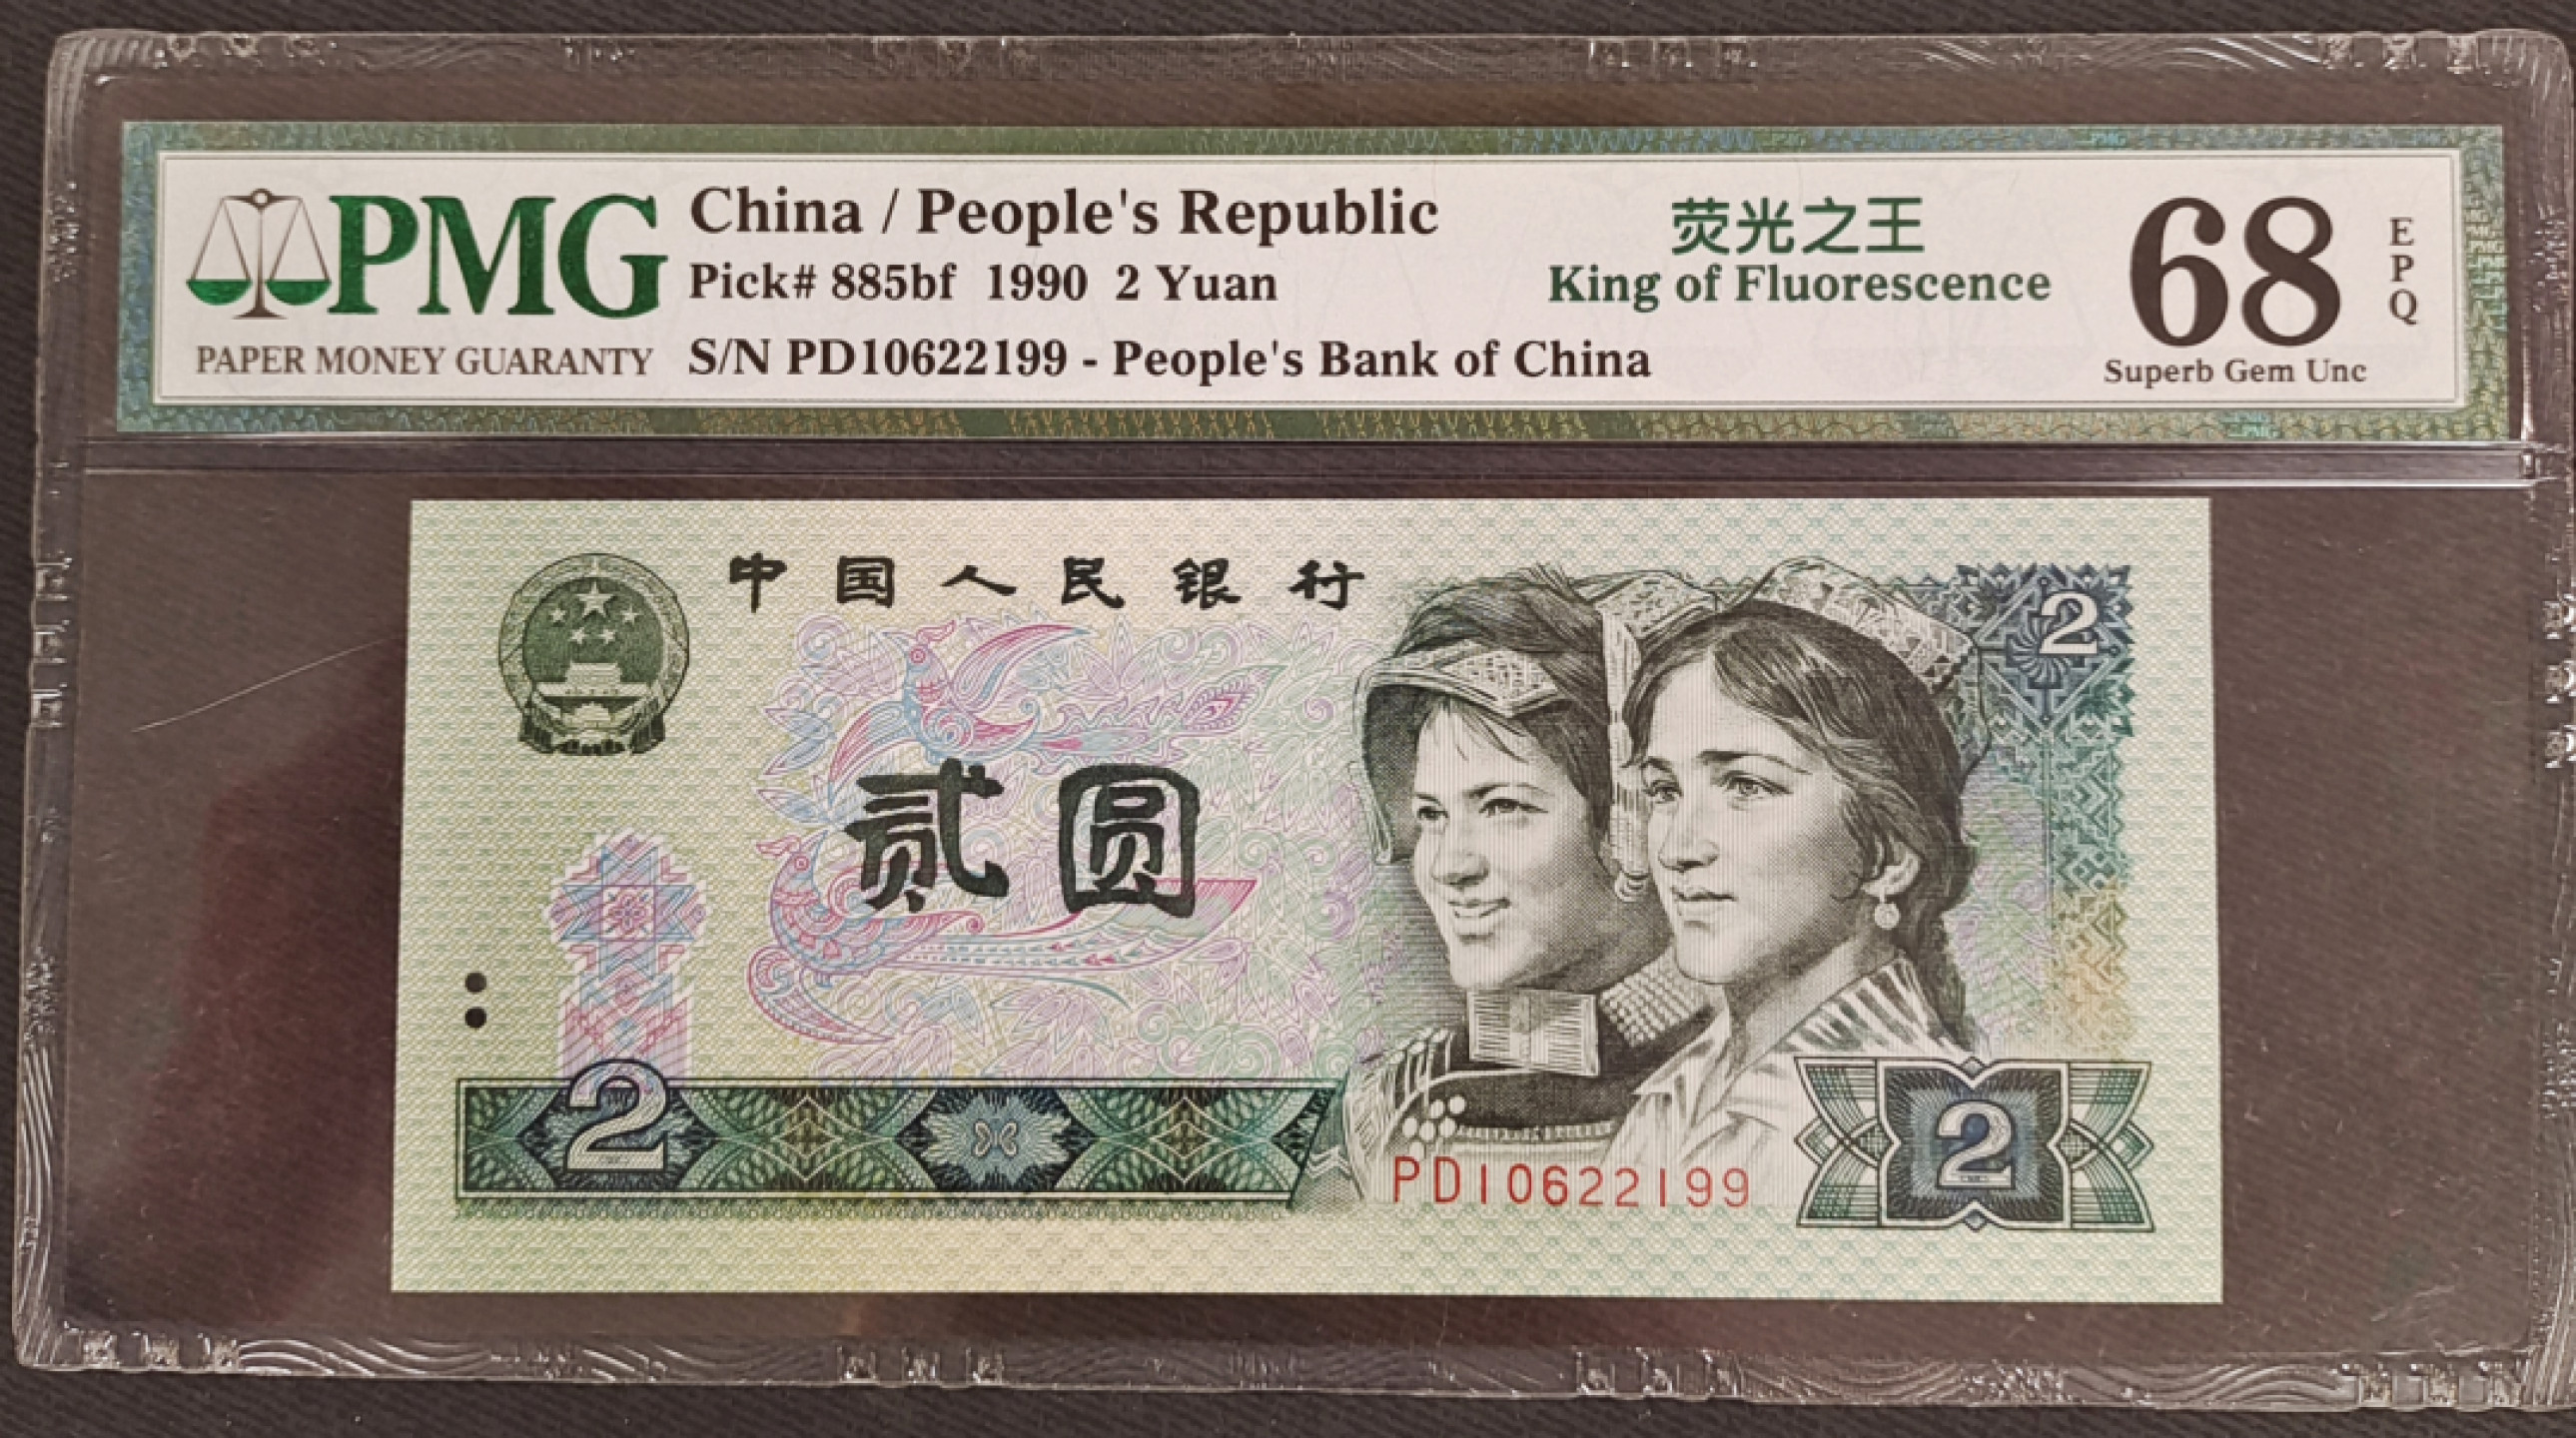 PMG
PAPER MONEY GUARANTY
China / People's Republic
Pick# 885bf 1990 2 Yuan
S/N PD10622199 - People's Bank of China
荧光之王
King of Fluorescence
68
EPQ
Superb Gem Unc
中国人民银行
2
贰圆
2
PD10622199
2